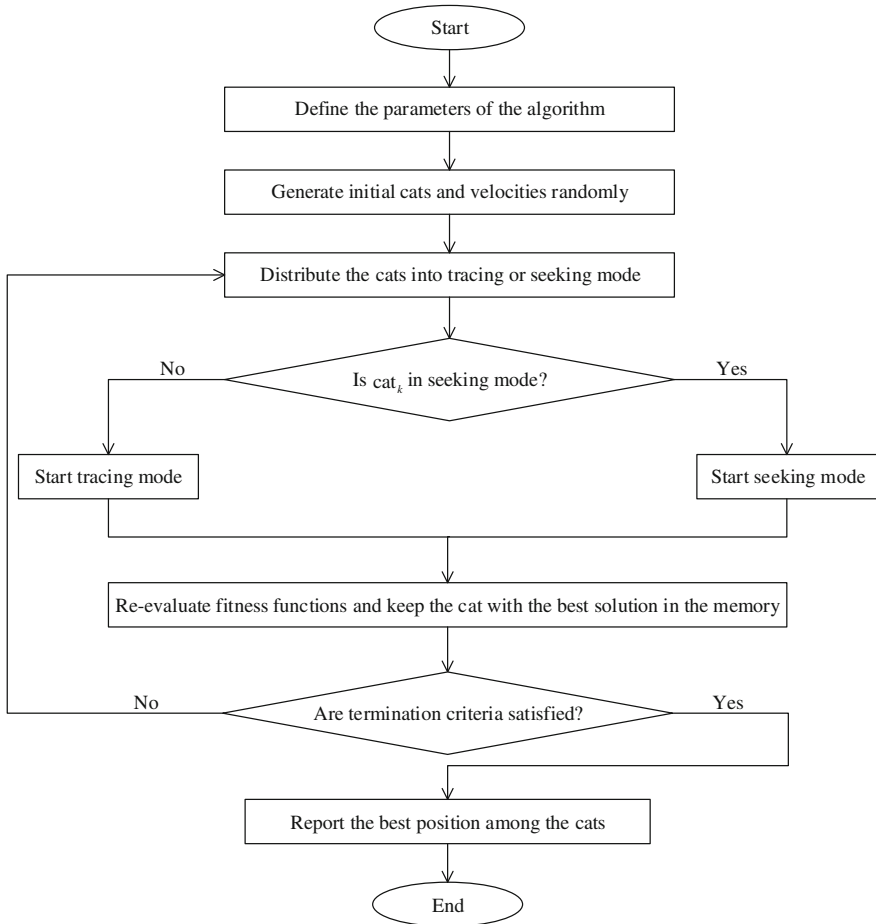 Start
Define the parameters of the algorithm
Generate initial cats and velocities randomly
Distribute the cats into tracing or seeking mode
No
Is catₖ in seeking mode?
Yes
Start tracing mode
Start seeking mode
Re-evaluate fitness functions and keep the cat with the best solution in the memory
No
Are termination criteria satisfied?
Yes
Report the best position among the cats
End